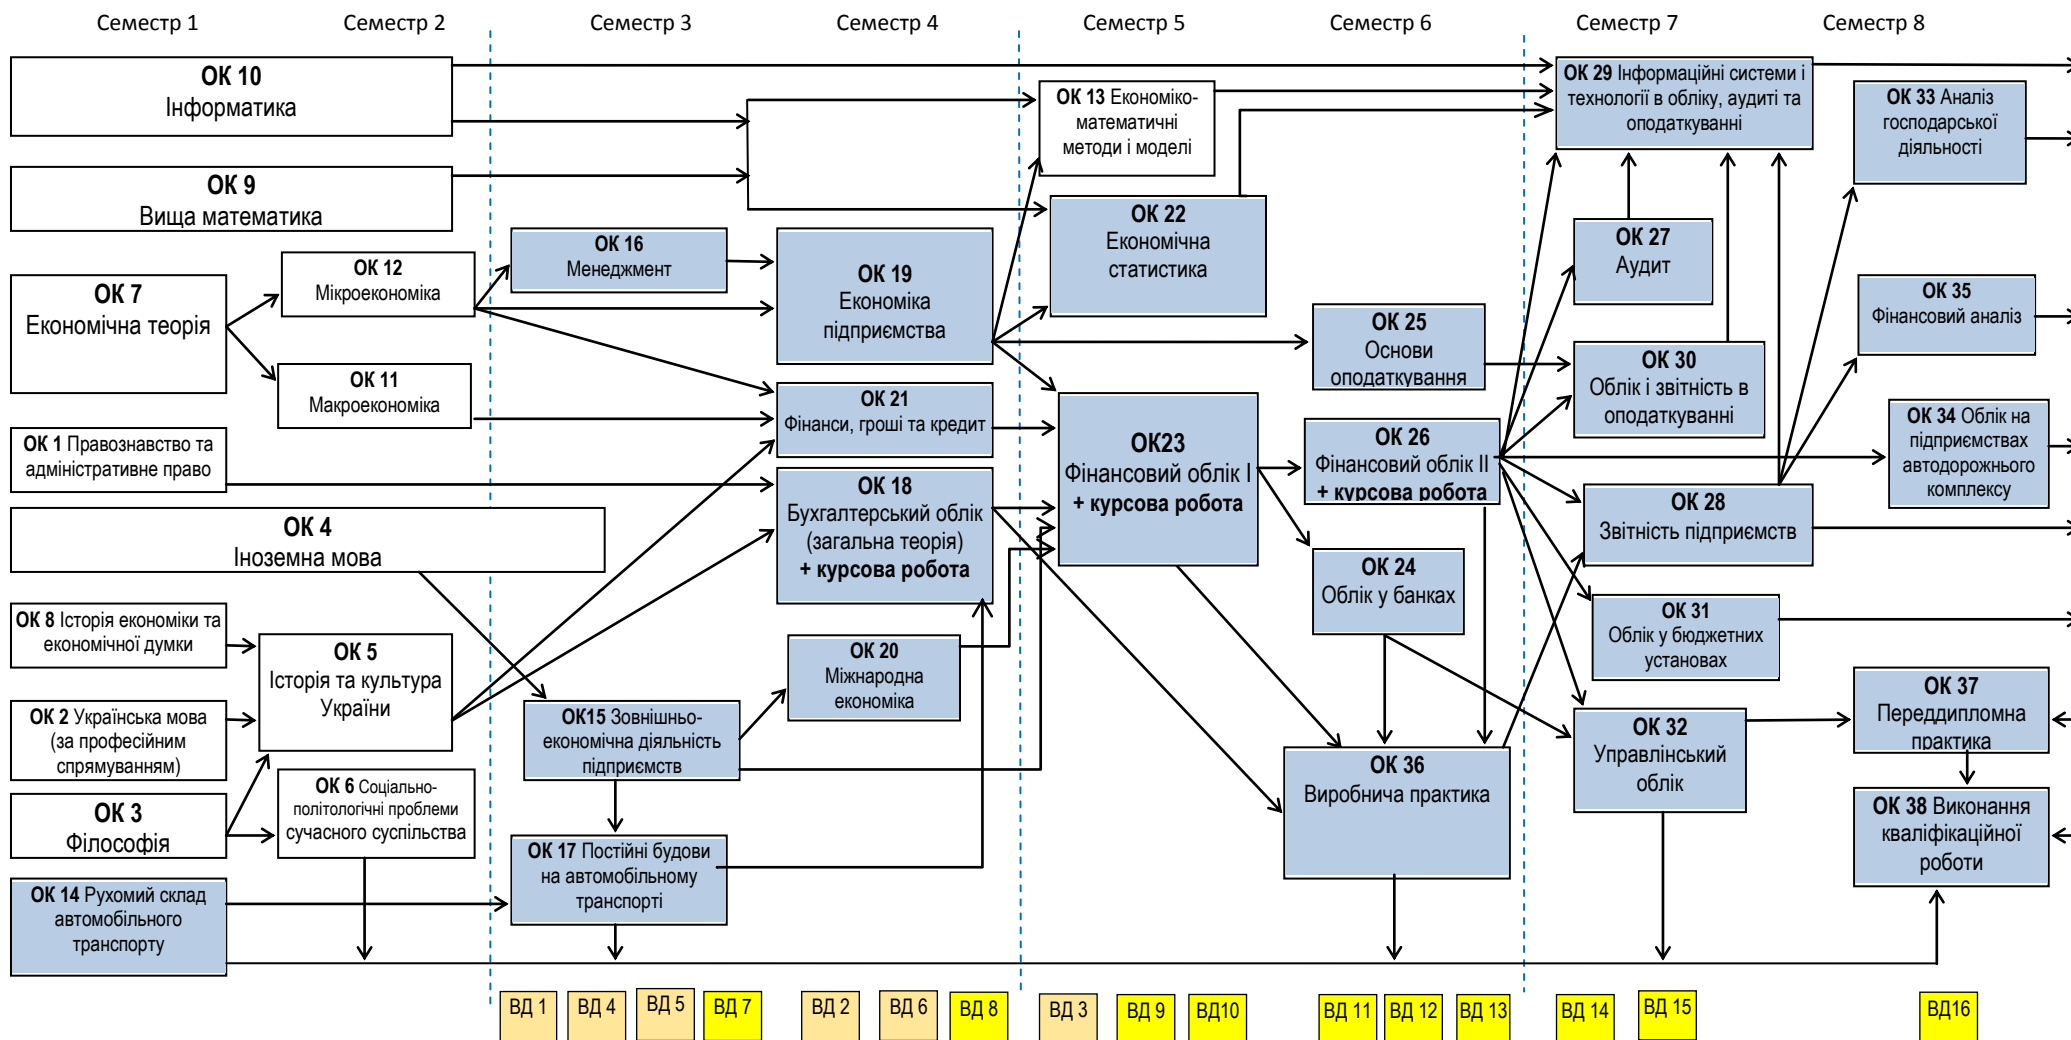 Семестр 1
Семестр 2
Семестр 3
Семестр 4
Семестр 5
Семестр 6
Семестр 7
Семестр 8
ОК 10
Інформатика
ОК 9
Вища математика
ОК 7
Економічна теорія
ОК 12
Мікроекономіка
ОК 11
Макроекономіка
ОК 1 Правознавство та
адміністративне право
ОК 4
Іноземна мова
ОК 8 Історія економіки та
економічної думки
ОК 5
Історія та культура
України
ОК 2 Українська мова
(за професійним
спрямуванням)
ОК 3
Філософія
ОК 6 Соціально-
політологічні проблеми
сучасного суспільства
ОК 14 Рухомий склад
автомобільного
транспорту
ОК 16
Менеджмент
ОК15 Зовнішньо-
економічна діяльність
підприємств
ОК 17 Постійні будови
на автомобільному
транспорті
ОК 19
Економіка
підприємства
ОК 21
Фінанси, гроші та кредит
ОК 18
Бухгалтерський облік
(загальна теорія)
+ курсова робота
ОК 20
Міжнародна
економіка
ОК 13 Економіко-
математичні
методи і моделі
ОК 22
Економічна
статистика
ОК23
Фінансовий облік I
+ курсова робота
ОК 25
Основи
оподаткування
ОК 26
Фінансовий облік II
+ курсова робота
ОК 24
Облік у банках
ОК 36
Виробнича практика
ОК 29 Інформаційні системи і
технології в обліку, аудиті та
оподаткуванні
ОК 27
Аудит
ОК 30
Облік і звітність в
оподаткуванні
ОК 28
Звітність підприємств
ОК 31
Облік у бюджетних
установах
ОК 32
Управлінський
облік
ОК 33 Аналіз
господарської
діяльності
ОК 35
Фінансовий аналіз
ОК 34 Облік на
підприємствах
автодорожнього
комплексу
ОК 37
Переддипломна
практика
ОК 38 Виконання
кваліфікаційної
роботи
ВД 1
ВД 4
ВД 5
ВД 7
ВД 2
ВД 6
ВД 8
ВД 3
ВД 9
ВД10
ВД 11
ВД 12
ВД 13
ВД 14
ВД 15
ВД16